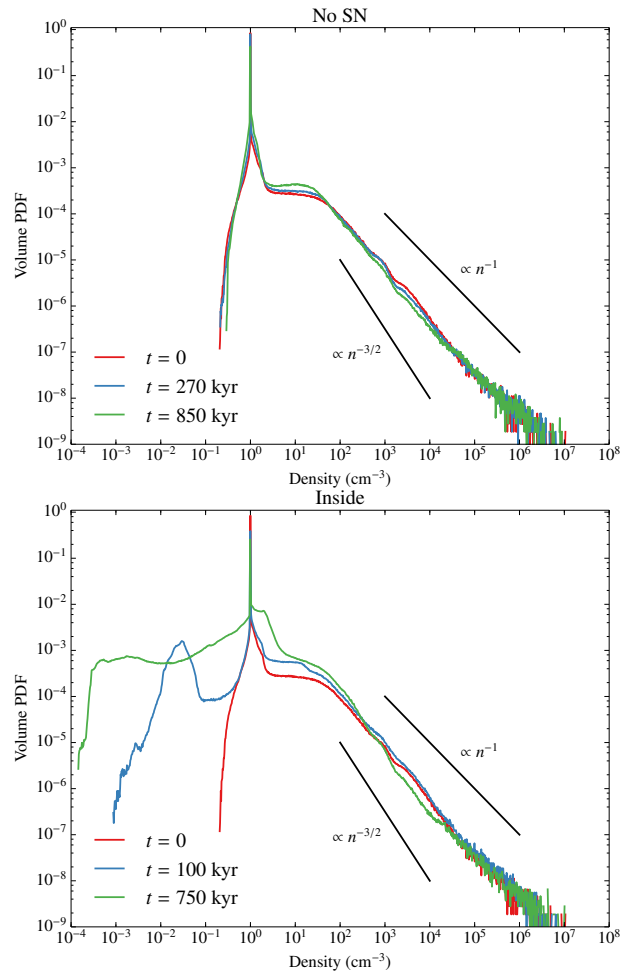 No SN
10^0
10^-1
10^-2
10^-3
10^-4
10^-5
10^-6
10^-7
10^-8
10^-9
Volume PDF
∝ n^-1
∝ n^-3/2
t = 0
t = 270 kyr
t = 850 kyr
10^-4 10^-3 10^-2 10^-1 10^0 10^1 10^2 10^3 10^4 10^5 10^6 10^7 10^8
Density (cm^-3)
Inside
10^0
10^-1
10^-2
10^-3
10^-4
10^-5
10^-6
10^-7
10^-8
10^-9
Volume PDF
∝ n^-1
∝ n^-3/2
t = 0
t = 100 kyr
t = 750 kyr
10^-4 10^-3 10^-2 10^-1 10^0 10^1 10^2 10^3 10^4 10^5 10^6 10^7 10^8
Density (cm^-3)